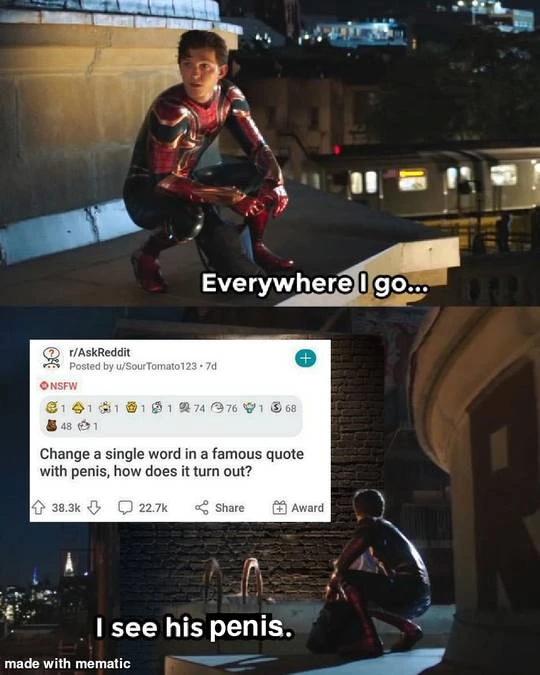 Everywhere I go...
r/AskReddit
Posted by u/SourTomato123 • 7d
NSFW
1 1 1 1 1 74 76 1 68
48 1
Change a single word in a famous quote
with penis, how does it turn out?
38.3k 22.7k Share Award
I see his penis.
made with mematic